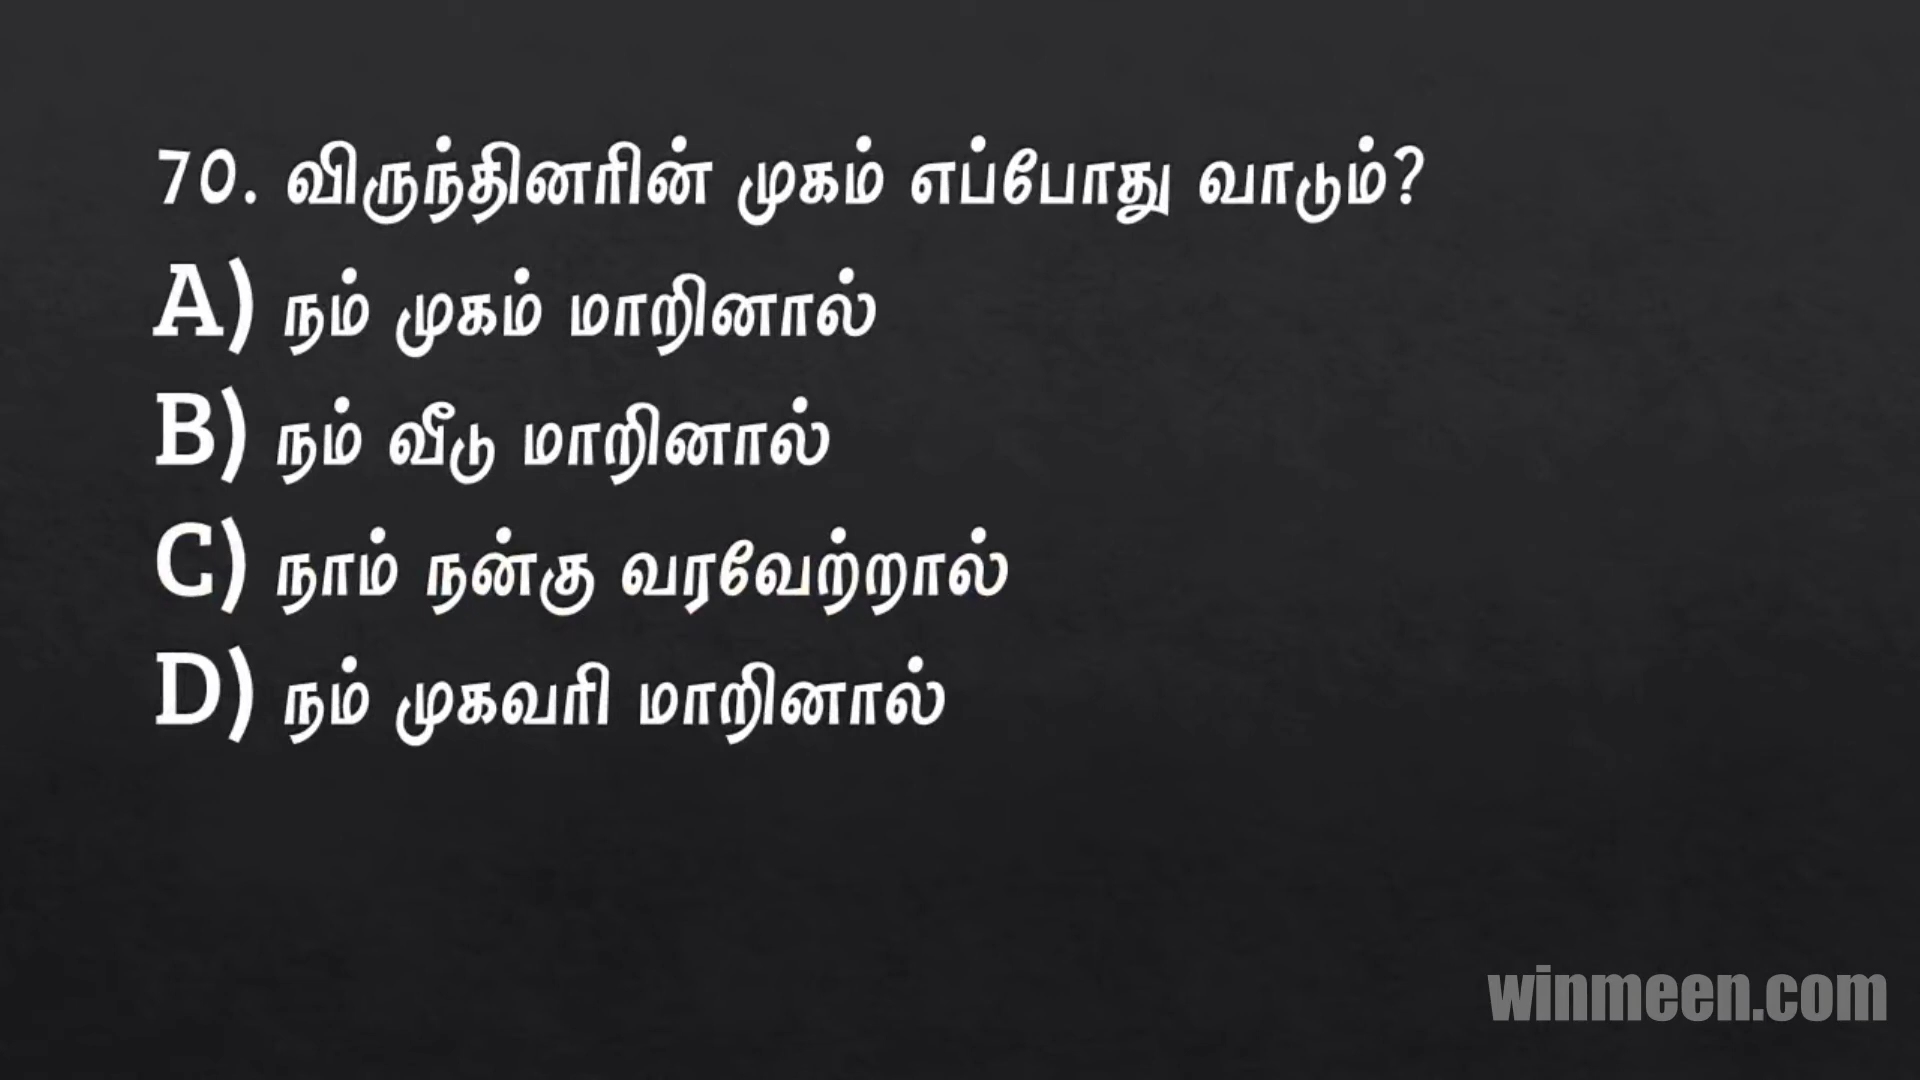 70. விருந்தினரின் முகம் எப்போது வாடும்?
A) நம் முகம் மாறினால்
B) நம் வீடு மாறினால்
C) நாம் நன்கு வரவேற்றால்
D) நம் முகவரி மாறினால்
winmeen.com